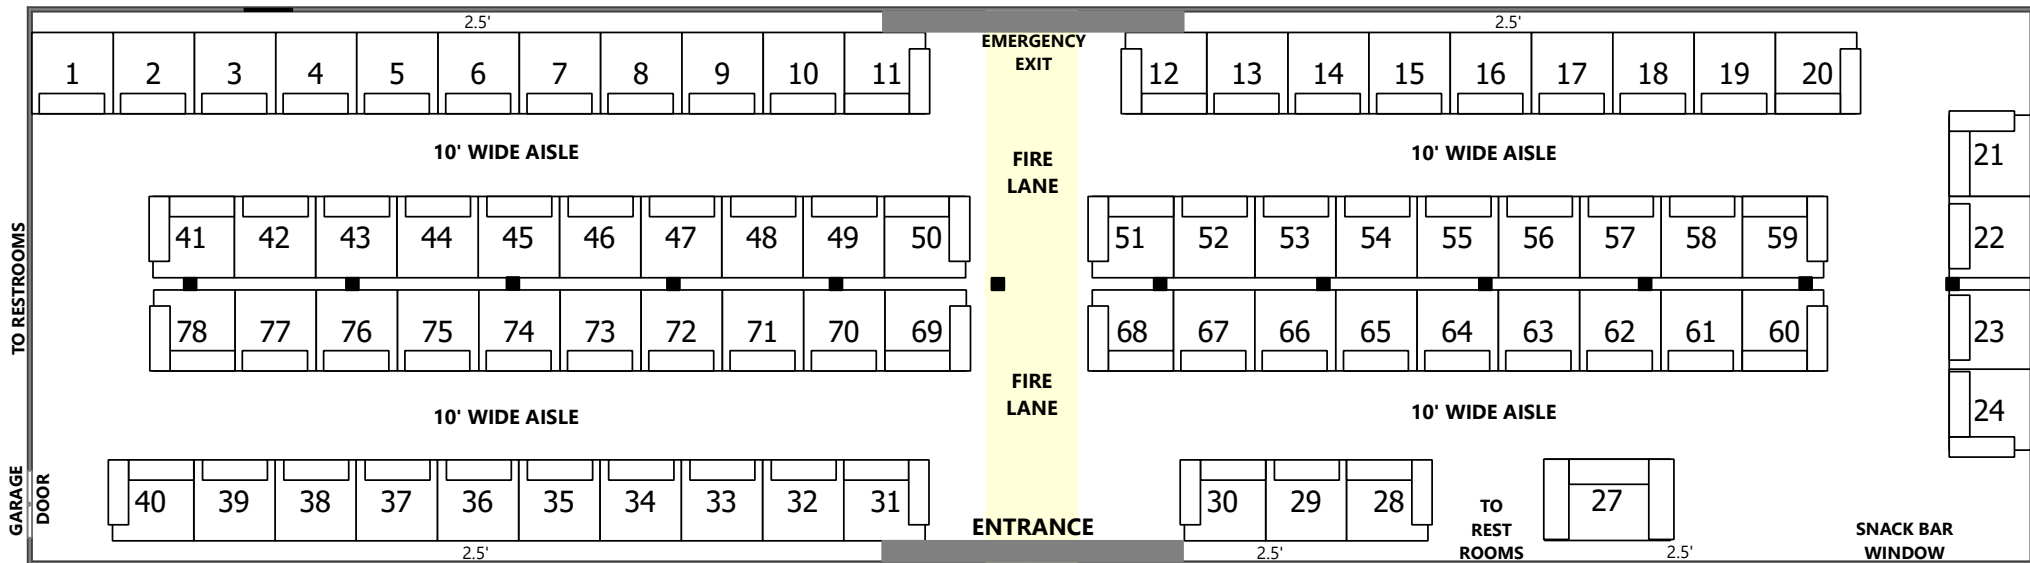 2.5' 2.5'
EMERGENCY
EXIT
1 2 3 4 5 6 7 8 9 10 11 12 13 14 15 16 17 18 19 20
10' WIDE AISLE 10' WIDE AISLE
FIRE
LANE
21
22
23
24
TO RESTROOMS
41 42 43 44 45 46 47 48 49 50 51 52 53 54 55 56 57 58 59
78 77 76 75 74 73 72 71 70 69 68 67 66 65 64 63 62 61 60
FIRE
LANE
10' WIDE AISLE 10' WIDE AISLE
GARAGE
DOOR
40 39 38 37 36 35 34 33 32 31 30 29 28 27
TO
REST
ROOMS
ENTRANCE
SNACK BAR
WINDOW
2.5' 2.5' 2.5'